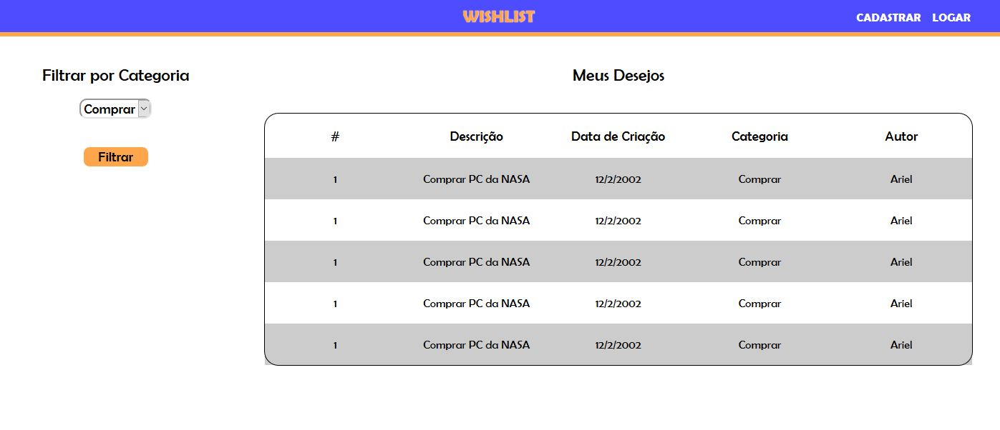 WISHLIST
CADASTRAR LOGAR
Filtrar por Categoria
Comprar
Filtrar
Meus Desejos
# Descrição Data de Criação Categoria Autor
1 Comprar PC da NASA 12/2/2002 Comprar Ariel
1 Comprar PC da NASA 12/2/2002 Comprar Ariel
1 Comprar PC da NASA 12/2/2002 Comprar Ariel
1 Comprar PC da NASA 12/2/2002 Comprar Ariel
1 Comprar PC da NASA 12/2/2002 Comprar Ariel